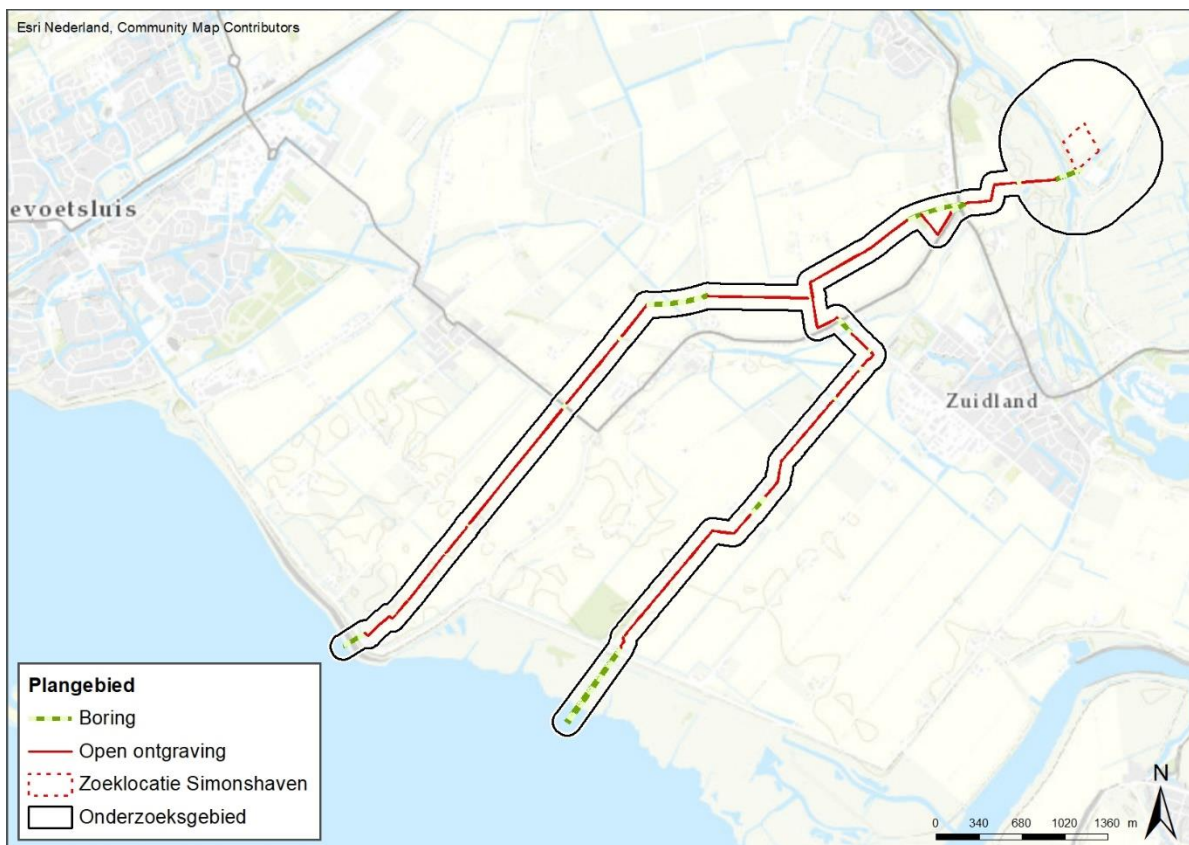 Esri Nederland, Community Map Contributors
evoetsluis
Zuidland
Plangebied
Boring
Open ontgraving
Zoeklocatie Simonshaven
Onderzoeksgebied
N
0 340 680 1020 1360 m